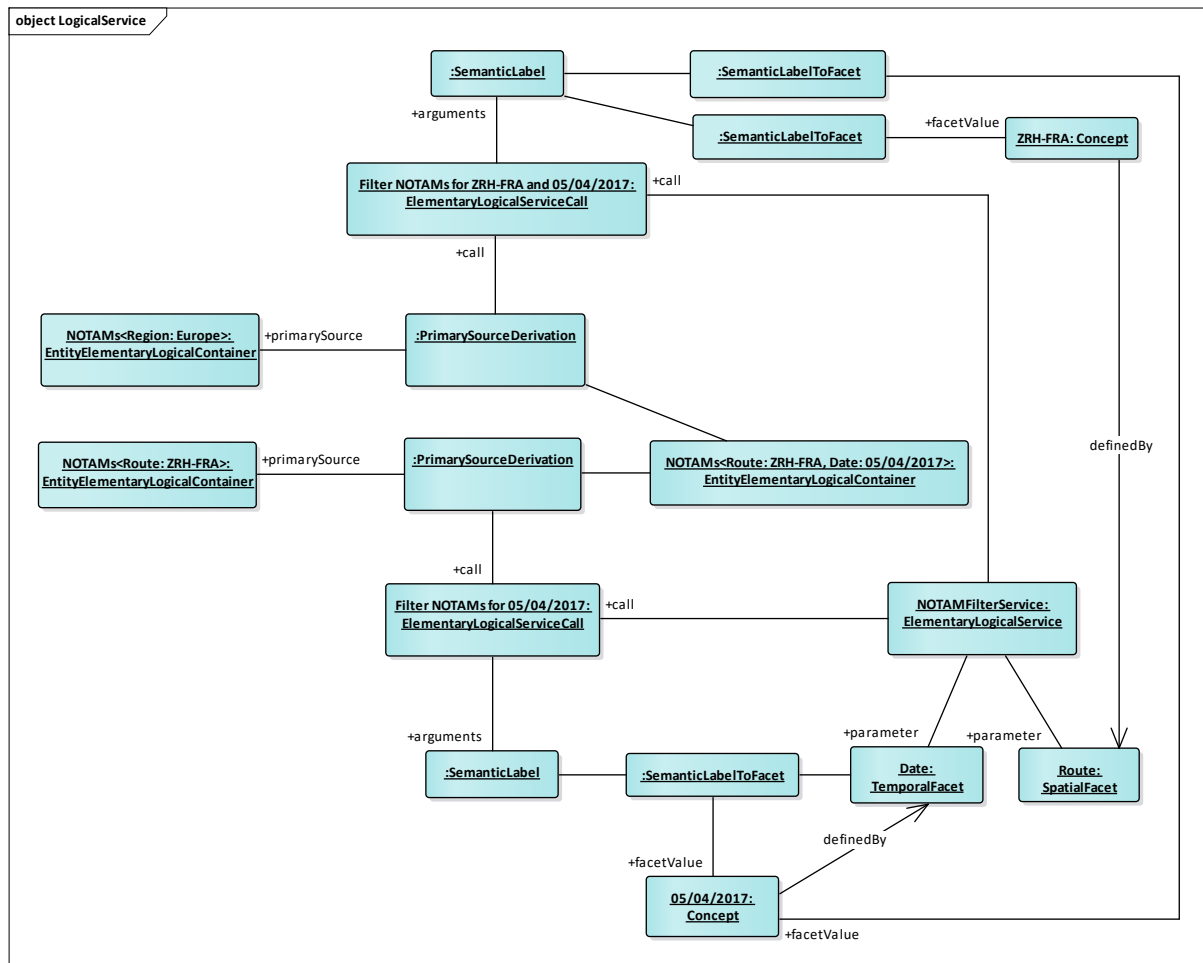 object LogicalService
:SemanticLabel
:SemanticLabelToFacet
+arguments
:SemanticLabelToFacet
+facetValue
ZRH-FRA: Concept
Filter NOTAMs for ZRH-FRA and 05/04/2017:
ElementaryLogicalServiceCall
+call
+call
NOTAMs<Region: Europe>:
EntityElementaryLogicalContainer
+primarySource
:PrimarySourceDerivation
NOTAMs<Route: ZRH-FRA>:
EntityElementaryLogicalContainer
+primarySource
:PrimarySourceDerivation
NOTAMs<Route: ZRH-FRA, Date: 05/04/2017>:
EntityElementaryLogicalContainer
definedBy
+call
Filter NOTAMs for 05/04/2017:
ElementaryLogicalServiceCall
+call
NOTAMFilterService:
ElementaryLogicalService
+arguments
+parameter
+parameter
:SemanticLabel
:SemanticLabelToFacet
Date:
TemporalFacet
Route:
SpatialFacet
definedBy
+facetValue
05/04/2017:
Concept
+facetValue